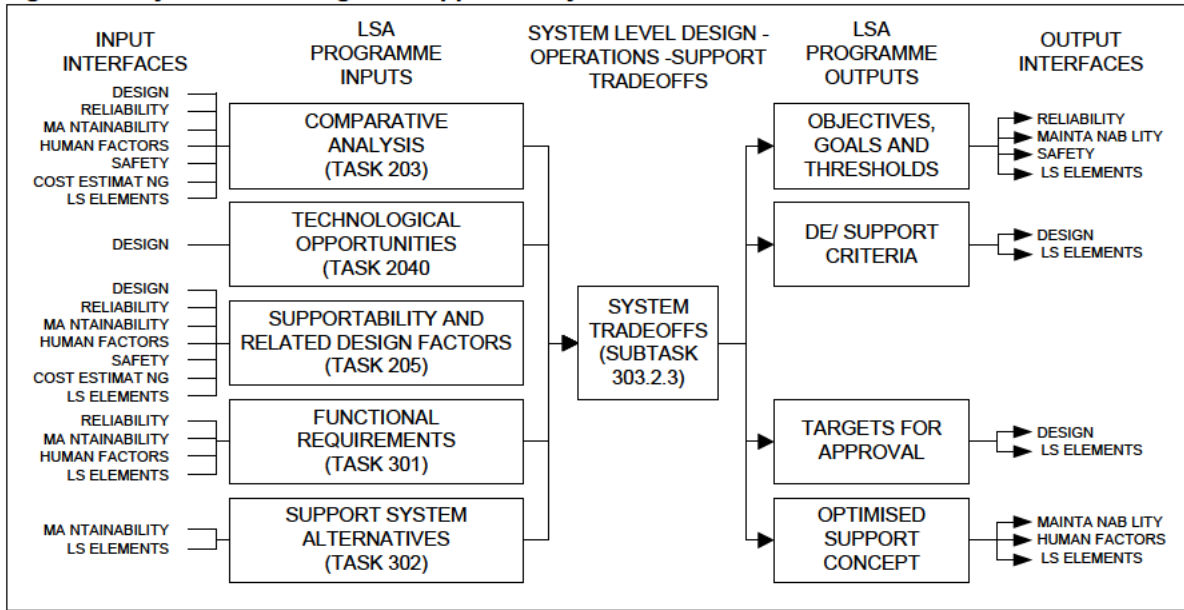 INPUT
INTERFACES
LSA
PROGRAMME
INPUTS
SYSTEM LEVEL DESIGN -
OPERATIONS -SUPPORT
TRADEOFFS
LSA
PROGRAMME
OUTPUTS
OUTPUT
INTERFACES
DESIGN
RELIABILITY
MA NTAINABILITY
HUMAN FACTORS
SAFETY
COST ESTIMAT NG
LS ELEMENTS
COMPARATIVE
ANALYSIS
(TASK 203)
DESIGN
TECHNOLOGICAL
OPPORTUNITIES
(TASK 2040
DESIGN
RELIABILITY
MA NTAINABILITY
HUMAN FACTORS
SAFETY
COST ESTIMAT NG
LS ELEMENTS
SUPPORTABILITY AND
RELATED DESIGN FACTORS
(TASK 205)
RELIABILITY
MA NTAINABILITY
HUMAN FACTORS
LS ELEMENTS
FUNCTIONAL
REQUIREMENTS
(TASK 301)
MA NTAINABILITY
LS ELEMENTS
SUPPORT SYSTEM
ALTERNATIVES
(TASK 302)
SYSTEM
TRADEOFFS
(SUBTASK
303.2.3)
OBJECTIVES,
GOALS AND
THRESHOLDS
RELIABILITY
MAINTA NAB LITY
SAFETY
LS ELEMENTS
DE/ SUPPORT
CRITERIA
DESIGN
LS ELEMENTS
TARGETS FOR
APPROVAL
DESIGN
LS ELEMENTS
OPTIMISED
SUPPORT
CONCEPT
MAINTA NAB LITY
HUMAN FACTORS
LS ELEMENTS